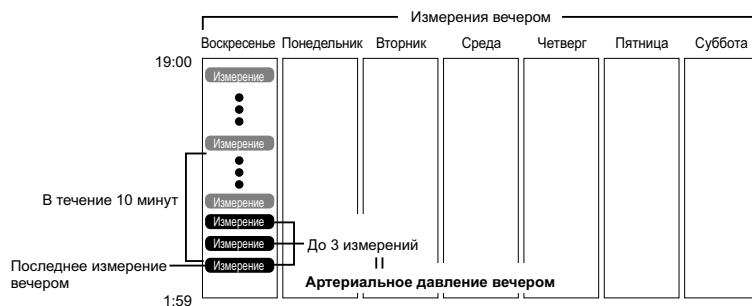 Измерения вечером
Воскресенье Понедельник Вторник Среда Четверг Пятница Суббота
19:00
Измерение
Измерение
В течение 10 минут
Измерение
Измерение
Измерение
До 3 измерений
Последнее измерение
вечером
Измерение
=
Артериальное давление вечером
1:59